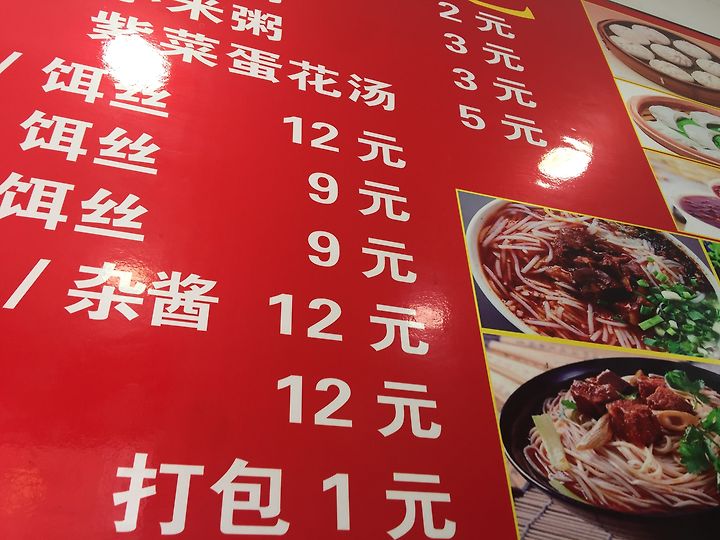 2元
米粥 3元
3元
紫菜蛋花汤 5元
/ 饵丝 12元
饵丝 9元
饵丝 9元
/ 杂酱 12元
12元
打包 1元